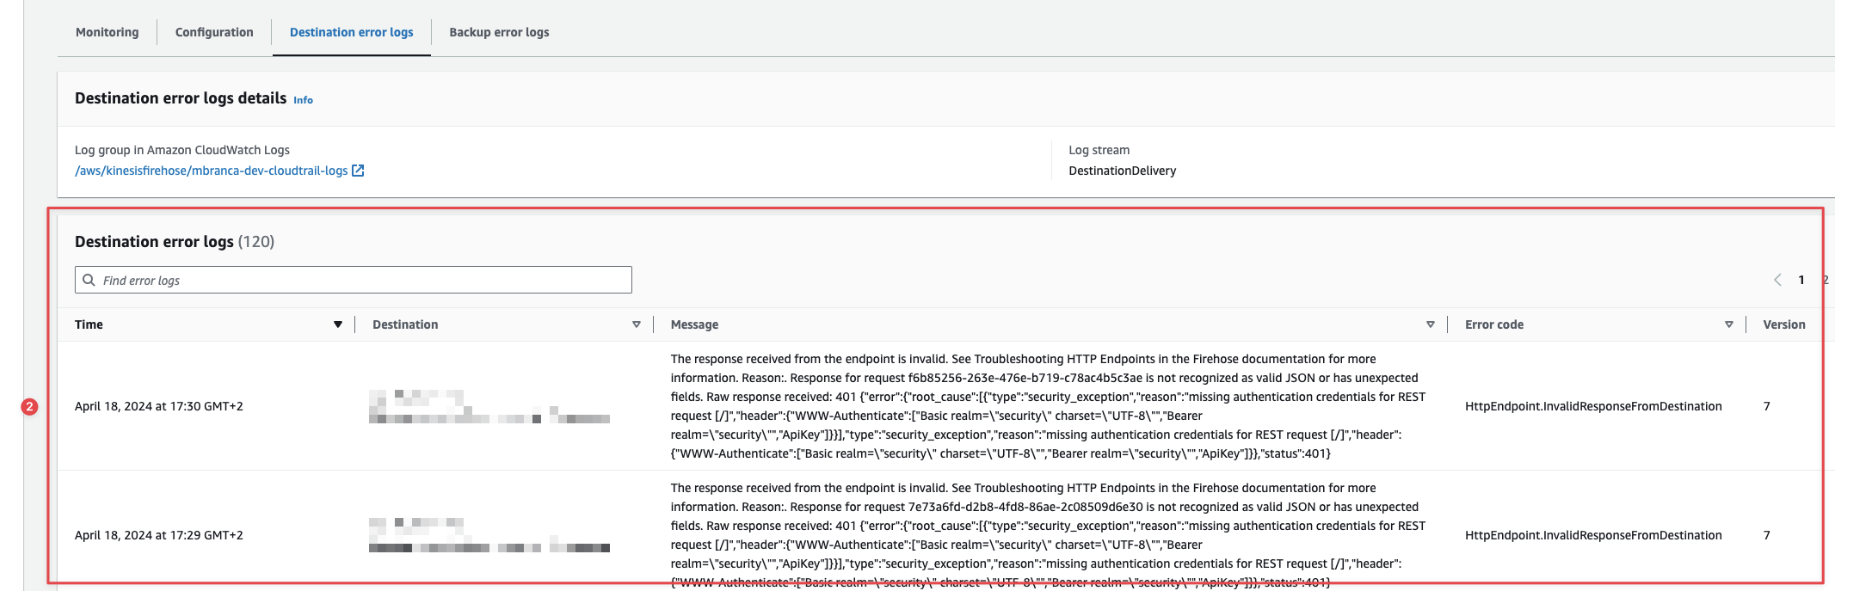 Monitoring
Configuration
Destination error logs
Backup error logs
Destination error logs details Info
Log group in Amazon CloudWatch Logs
/aws/kinesisfirehose/mbranca-dev-cloudtrail-logs
Log stream
DestinationDelivery
Destination error logs (120)
Find error logs
1 2
Time
Destination
Message
Error code
Version
2
April 18, 2024 at 17:30 GMT+2
The response received from the endpoint is invalid. See Troubleshooting HTTP Endpoints in the Firehose documentation for more
information. Reason:. Response for request f6b85256-263e-476e-b719-c78ac4b5c3ae is not recognized as valid JSON or has unexpected
fields. Raw response received: 401 {"error":{"root_cause":[{"type":"security_exception","reason":"missing authentication credentials for REST
request [/]","header":{"WWW-Authenticate":["Basic realm=\"security\" charset=\"UTF-8\"","Bearer
realm=\"security\"","ApiKey"]}}],"type":"security_exception","reason":"missing authentication credentials for REST request [/]","header":
{"WWW-Authenticate":["Basic realm=\"security\" charset=\"UTF-8\"","Bearer realm=\"security\"","ApiKey"]}},"status":401}
HttpEndpoint.InvalidResponseFromDestination
7
April 18, 2024 at 17:29 GMT+2
The response received from the endpoint is invalid. See Troubleshooting HTTP Endpoints in the Firehose documentation for more
information. Reason:. Response for request 7e73a6fd-d2b8-4fd8-86ae-2c08509d6e30 is not recognized as valid JSON or has unexpected
fields. Raw response received: 401 {"error":{"root_cause":[{"type":"security_exception","reason":"missing authentication credentials for REST
request [/]","header":{"WWW-Authenticate":["Basic realm=\"security\" charset=\"UTF-8\"","Bearer
realm=\"security\"","ApiKey"]}}],"type":"security_exception","reason":"missing authentication credentials for REST request [/]","header":
{"WWW-Authenticate":["Basic realm=\"security\" charset=\"UTF-8\"","Bearer realm=\"security\"","ApiKey"]}},"status":401}
HttpEndpoint.InvalidResponseFromDestination
7